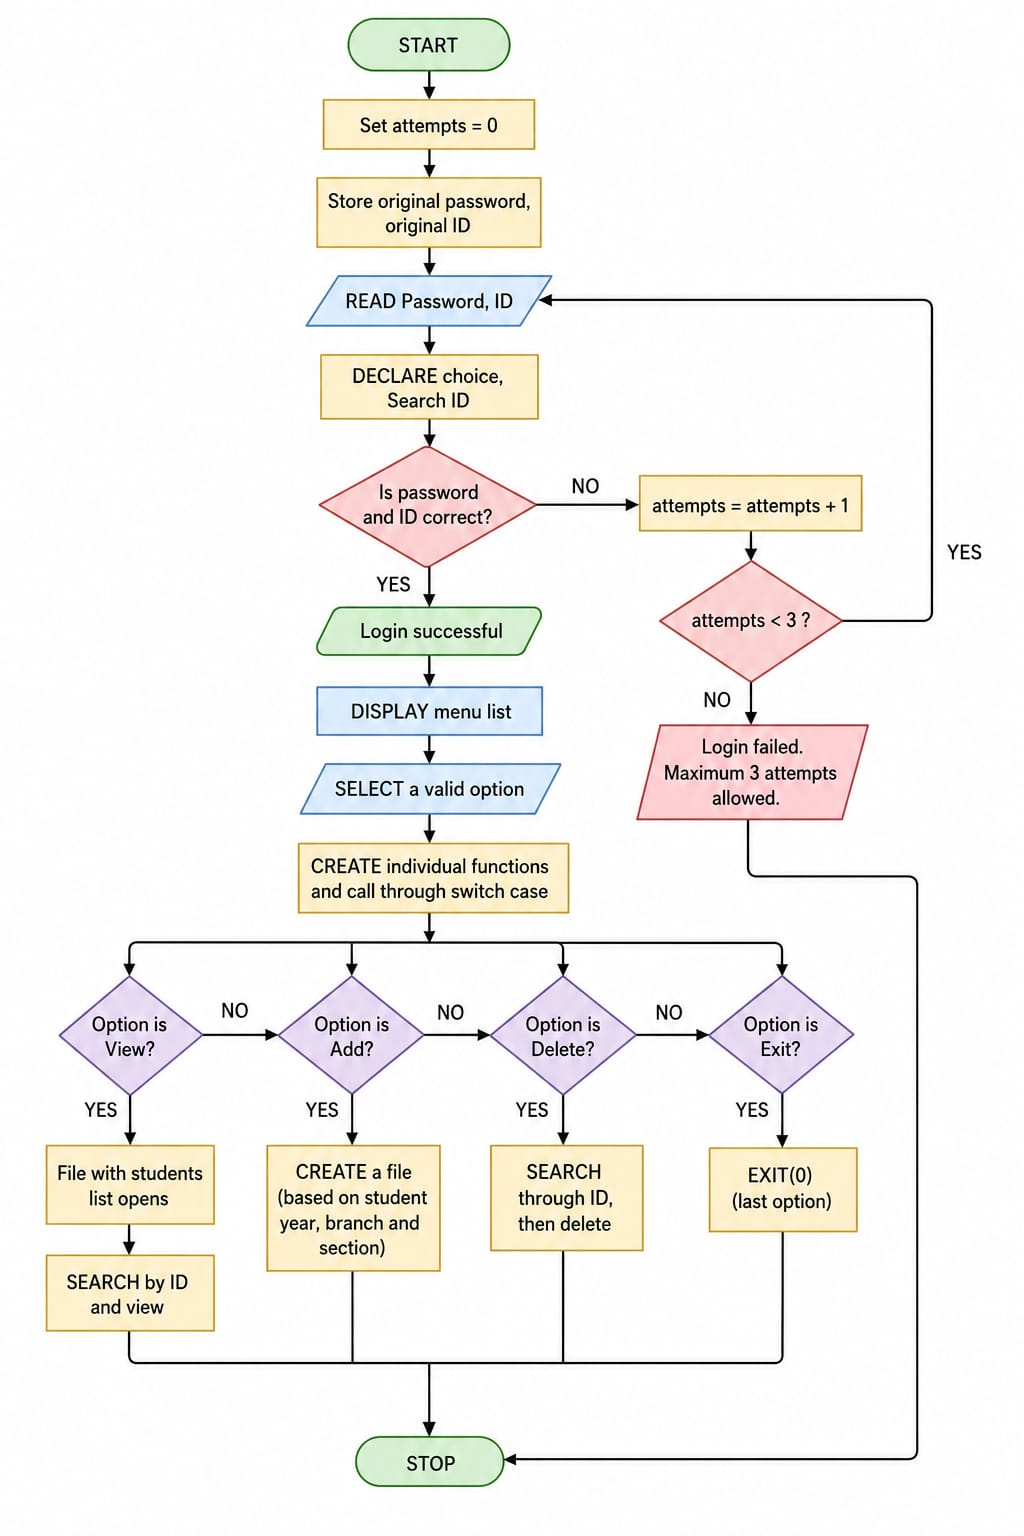 START
Set attempts = 0
Store original password,
original ID
READ Password, ID
DECLARE choice,
Search ID
Is password
and ID correct?
NO
attempts = attempts + 1
YES
attempts < 3 ?
YES
Login successful
NO
DISPLAY menu list
Login failed.
Maximum 3 attempts
allowed.
SELECT a valid option
CREATE individual functions
and call through switch case
Option is
View?
NO
Option is
Add?
NO
Option is
Delete?
NO
Option is
Exit?
YES
YES
YES
YES
File with students
list opens
CREATE a file
(based on student
year, branch and
section)
SEARCH
through ID,
then delete
EXIT(0)
(last option)
SEARCH by ID
and view
STOP